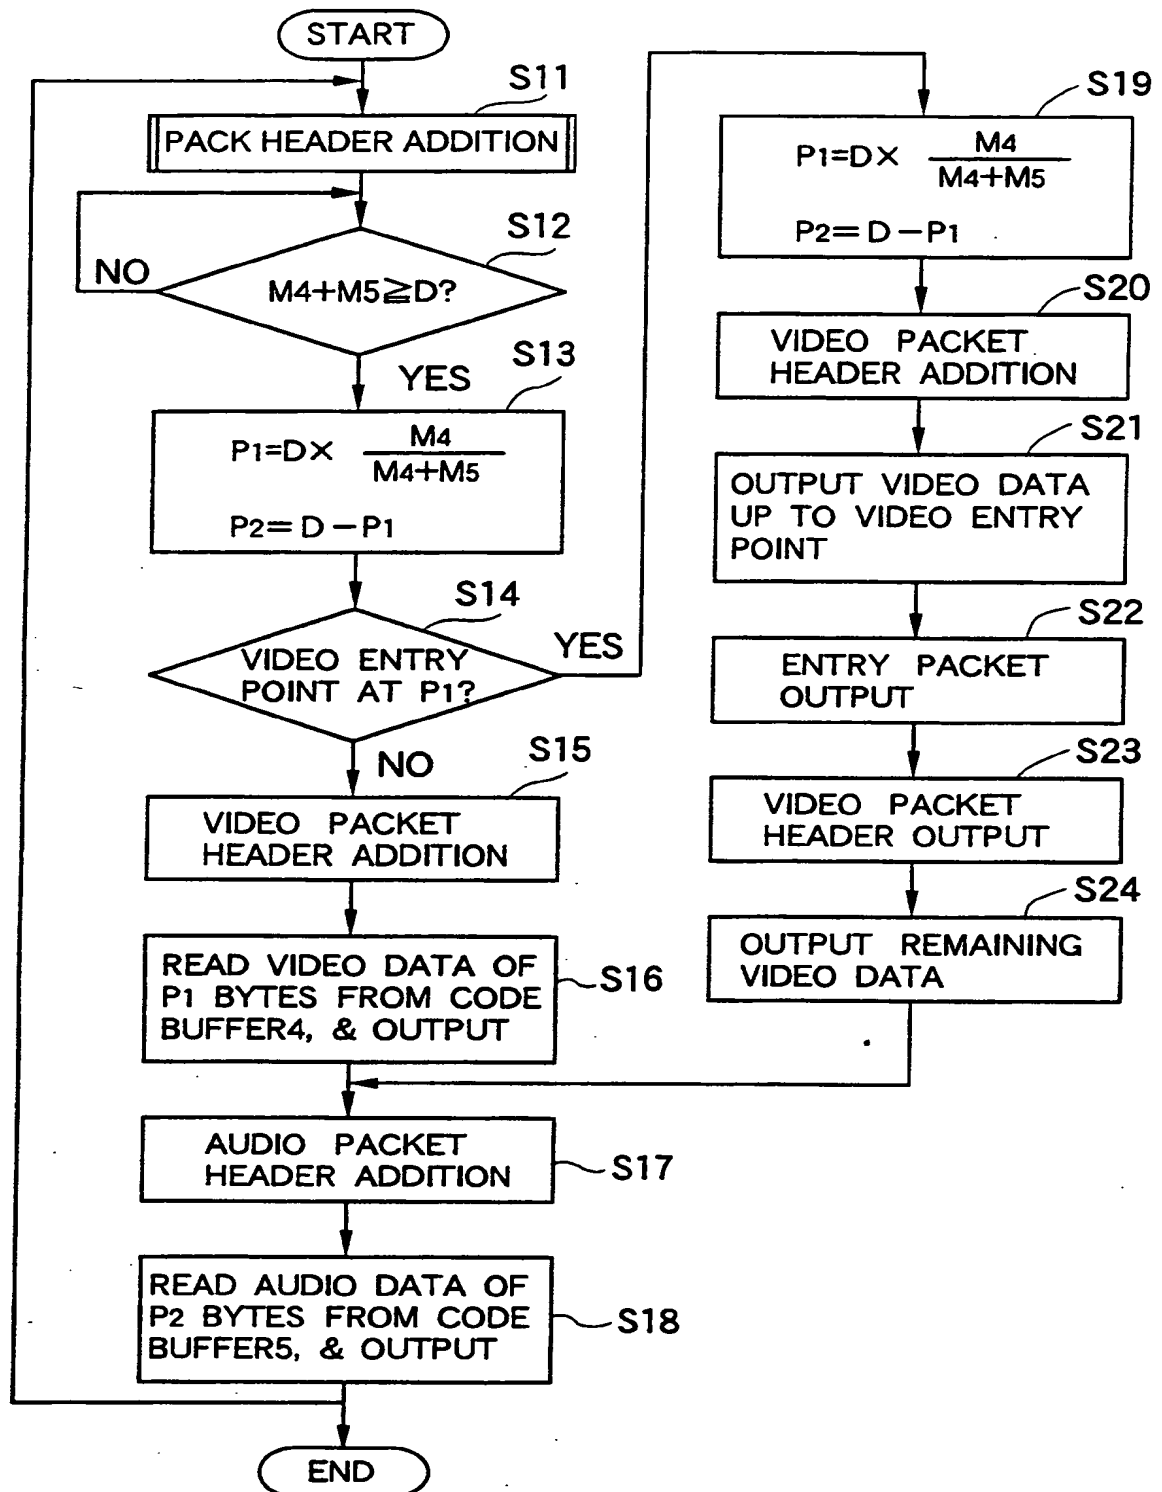 START
S11
PACK HEADER ADDITION
S12
NO
M4+M5≧D?
S13
YES
P1=D× M4
M4+M5
P2=D-P1
S14
VIDEO ENTRY
POINT AT P1?
YES
S15
NO
VIDEO PACKET
HEADER ADDITION
READ VIDEO DATA OF
P1 BYTES FROM CODE
BUFFER4, & OUTPUT
S16
AUDIO PACKET
HEADER ADDITION
S17
READ AUDIO DATA OF
P2 BYTES FROM CODE
BUFFER5, & OUTPUT
S18
END
S19
P1=D× M4
M4+M5
P2=D-P1
S20
VIDEO PACKET
HEADER ADDITION
S21
OUTPUT VIDEO DATA
UP TO VIDEO ENTRY
POINT
S22
ENTRY PACKET
OUTPUT
S23
VIDEO PACKET
HEADER OUTPUT
S24
OUTPUT REMAINING
VIDEO DATA